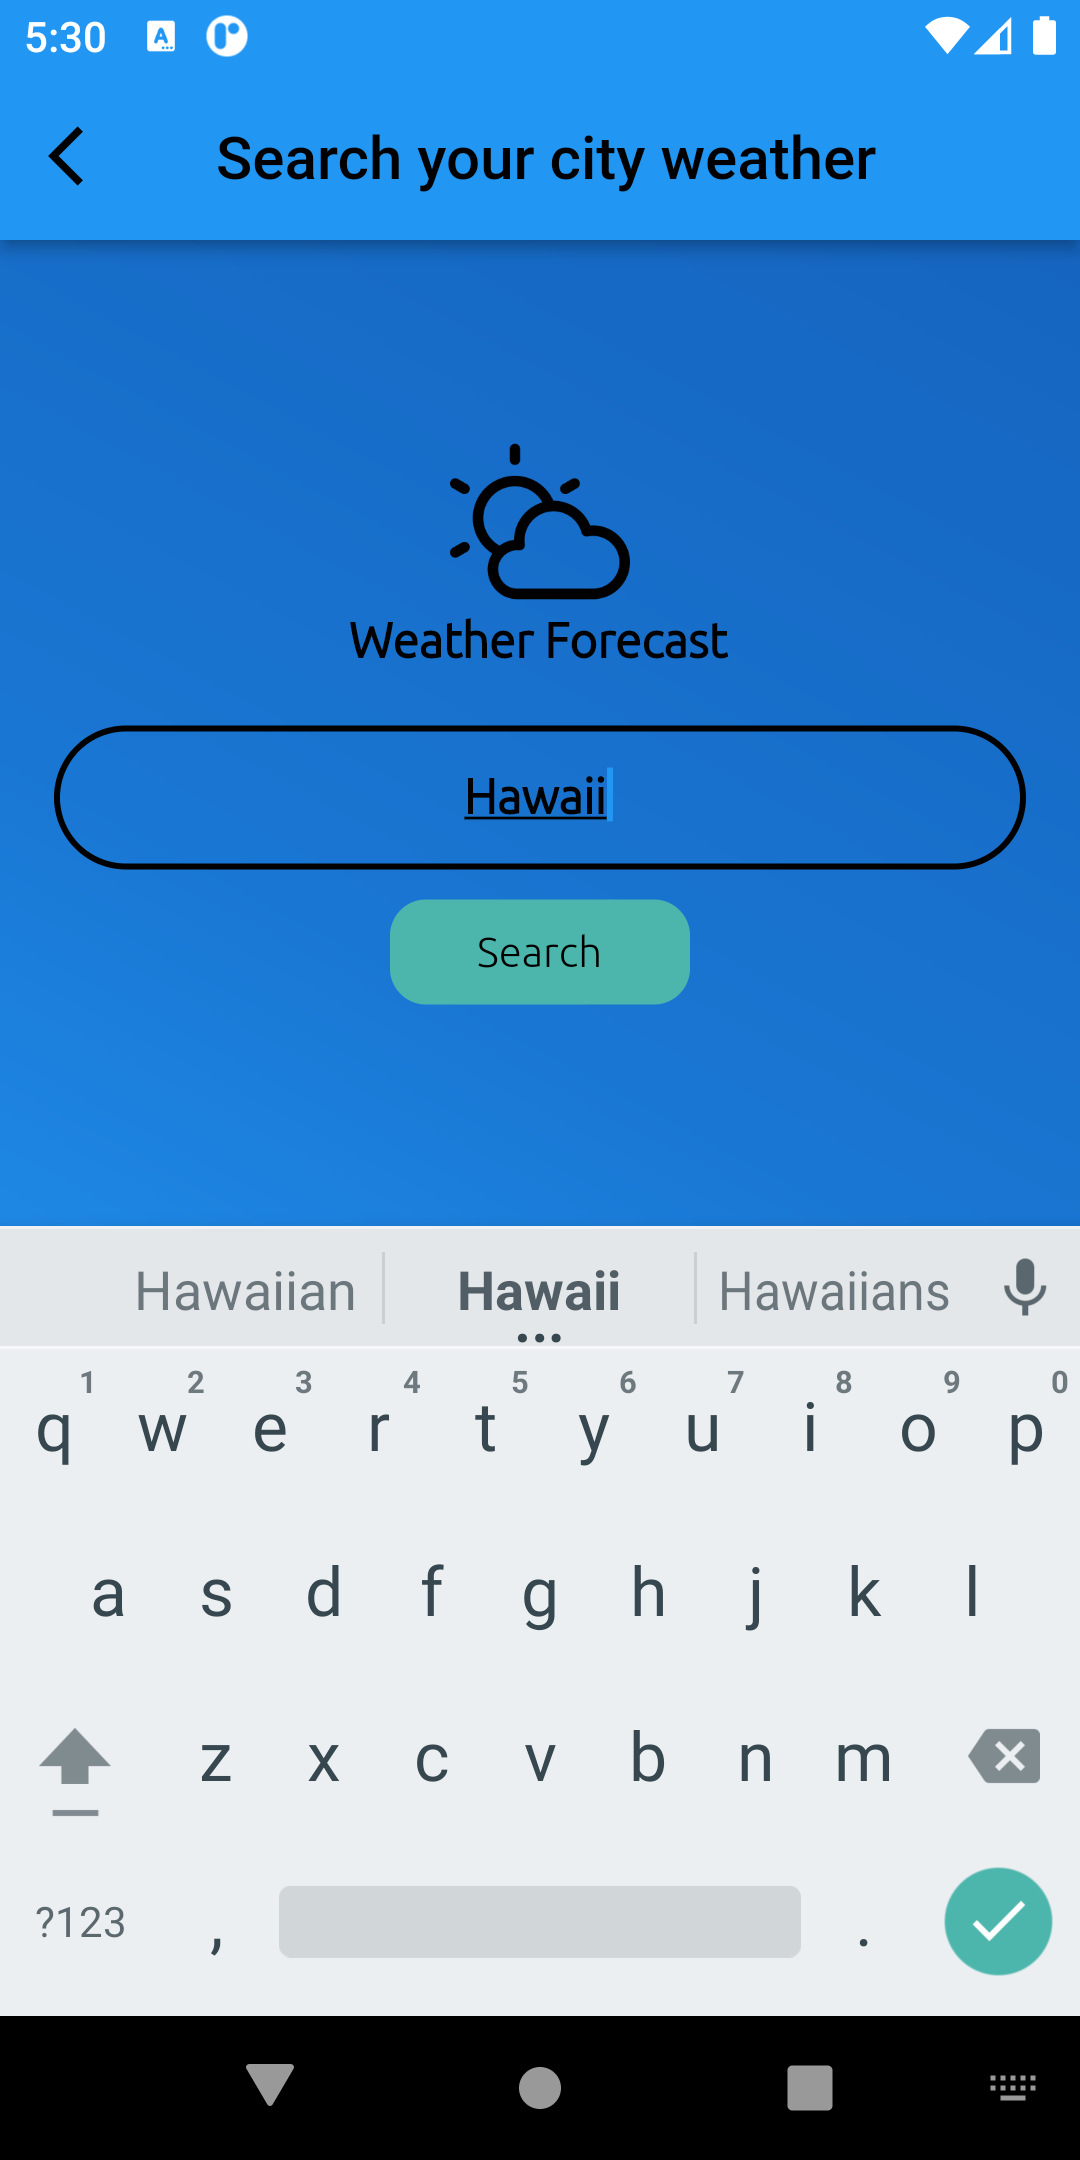 5:30
Search your city weather
Weather Forecast
Hawaii
Search
Hawaiian Hawaii Hawaiians
1 2 3 4 5 6 7 8 9 0
q w e r t y u i o p
a s d f g h j k l
z x c v b n m
?123 , .